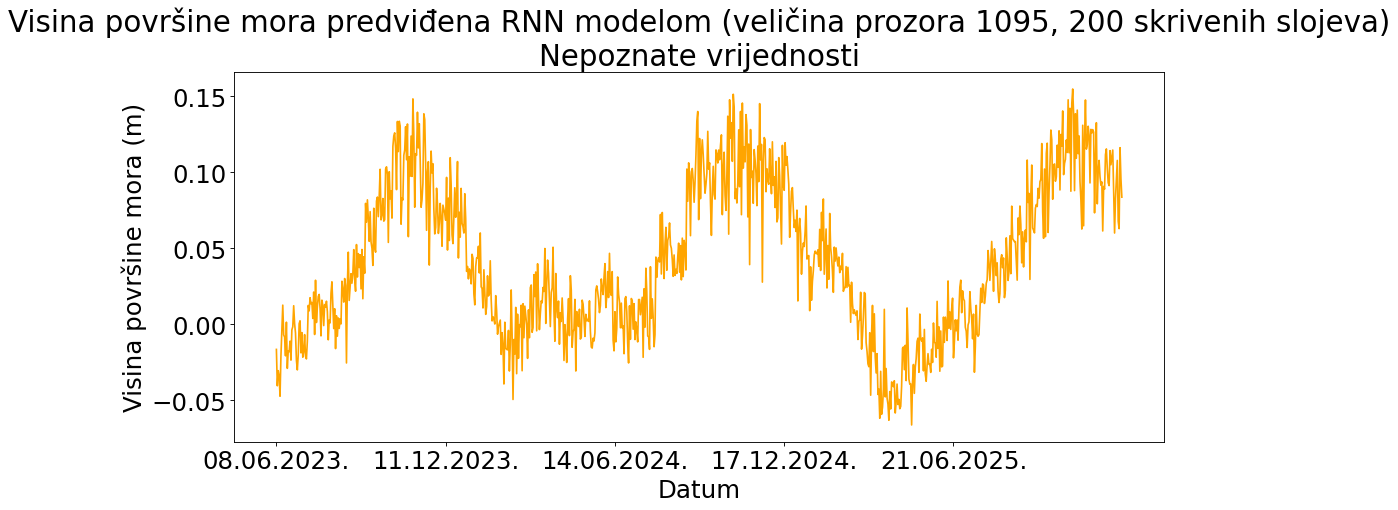 Visina površine mora predviđena RNN modelom (veličina prozora 1095, 200 skrivenih slojeva)
Nepoznate vrijednosti
Visina površine mora (m)
0.15
0.10
0.05
0.00
−0.05
08.06.2023. 11.12.2023. 14.06.2024. 17.12.2024. 21.06.2025.
Datum